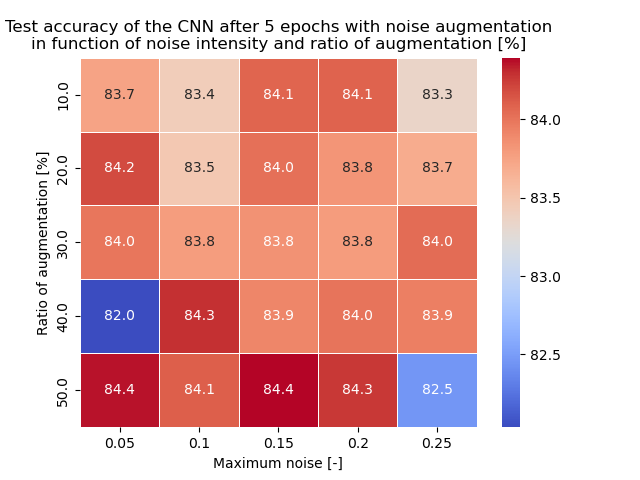 Test accuracy of the CNN after 5 epochs with noise augmentation
in function of noise intensity and ratio of augmentation [%]
Ratio of augmentation [%]
10.0 83.7 83.4 84.1 84.1 83.3
20.0 84.2 83.5 84.0 83.8 83.7
30.0 84.0 83.8 83.8 83.8 84.0
40.0 82.0 84.3 83.9 84.0 83.9
50.0 84.4 84.1 84.4 84.3 82.5
0.05 0.1 0.15 0.2 0.25
Maximum noise [-]
84.0
83.5
83.0
82.5